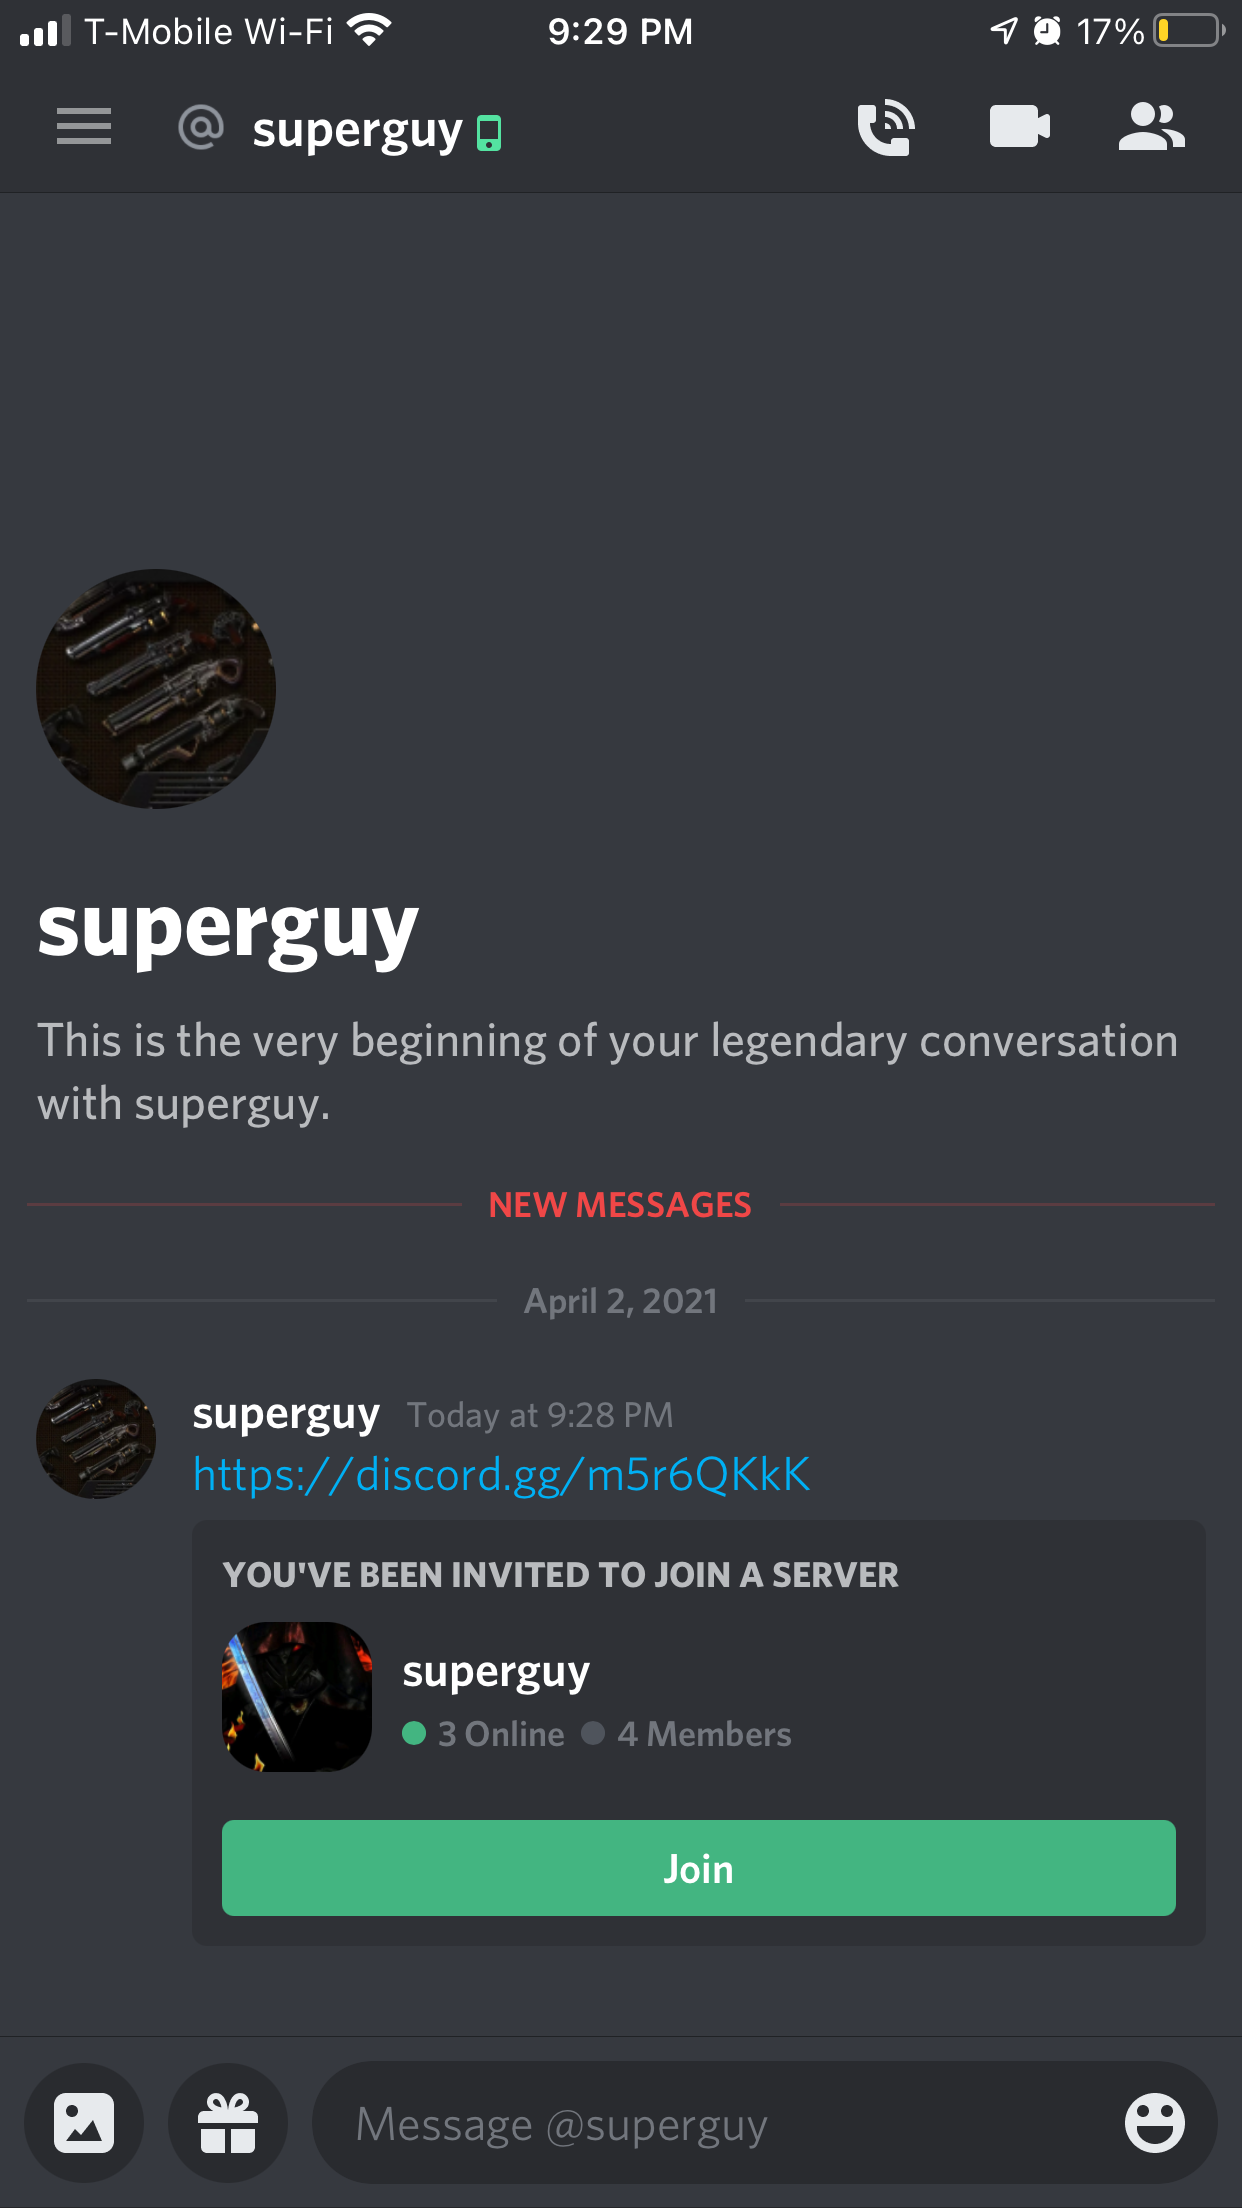 T-Mobile Wi-Fi 9:29 PM 17%
@ superguy
superguy
This is the very beginning of your legendary conversation
with superguy.
NEW MESSAGES
April 2, 2021
superguy Today at 9:28 PM
https://discord.gg/m5r6QKkK
YOU'VE BEEN INVITED TO JOIN A SERVER
superguy
3 Online 4 Members
Join
Message @superguy